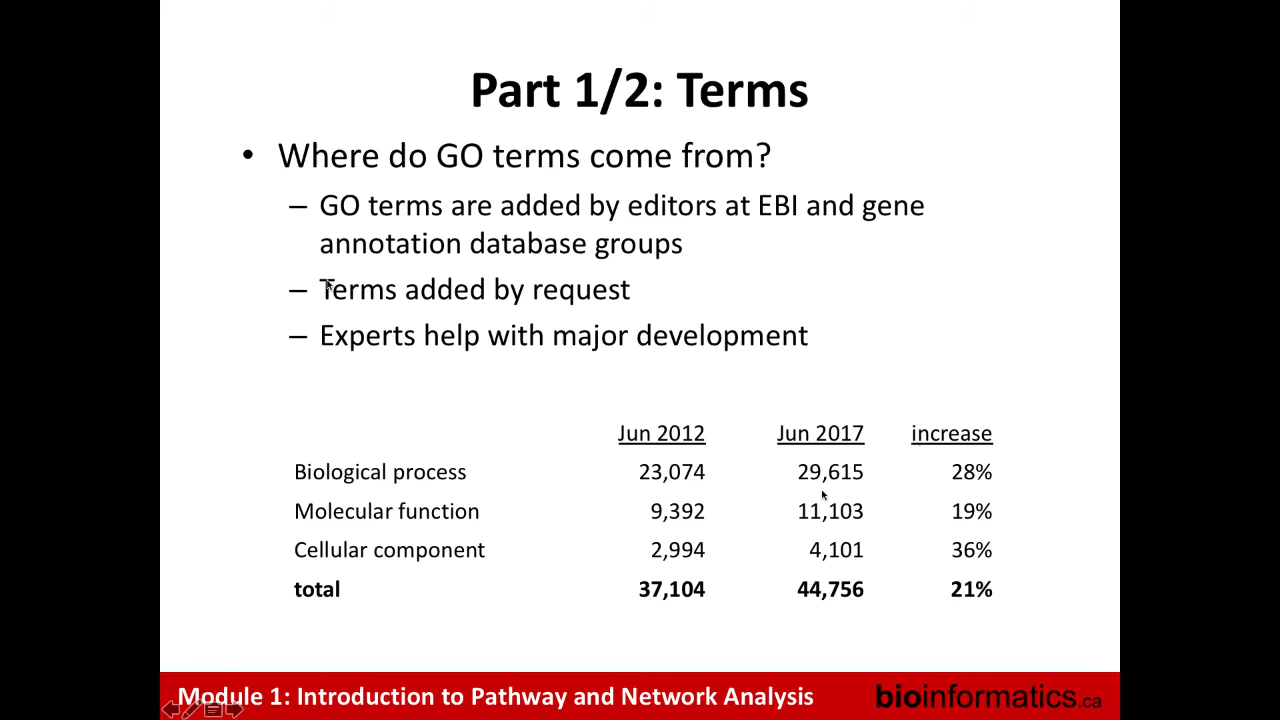 Part 1/2: Terms
• Where do GO terms come from?
– GO terms are added by editors at EBI and gene
annotation database groups
– Terms added by request
– Experts help with major development
Jun 2012 Jun 2017 increase
Biological process 23,074 29,615 28%
Molecular function 9,392 11,103 19%
Cellular component 2,994 4,101 36%
total 37,104 44,756 21%
Module 1: Introduction to Pathway and Network Analysis bioinformatics.ca